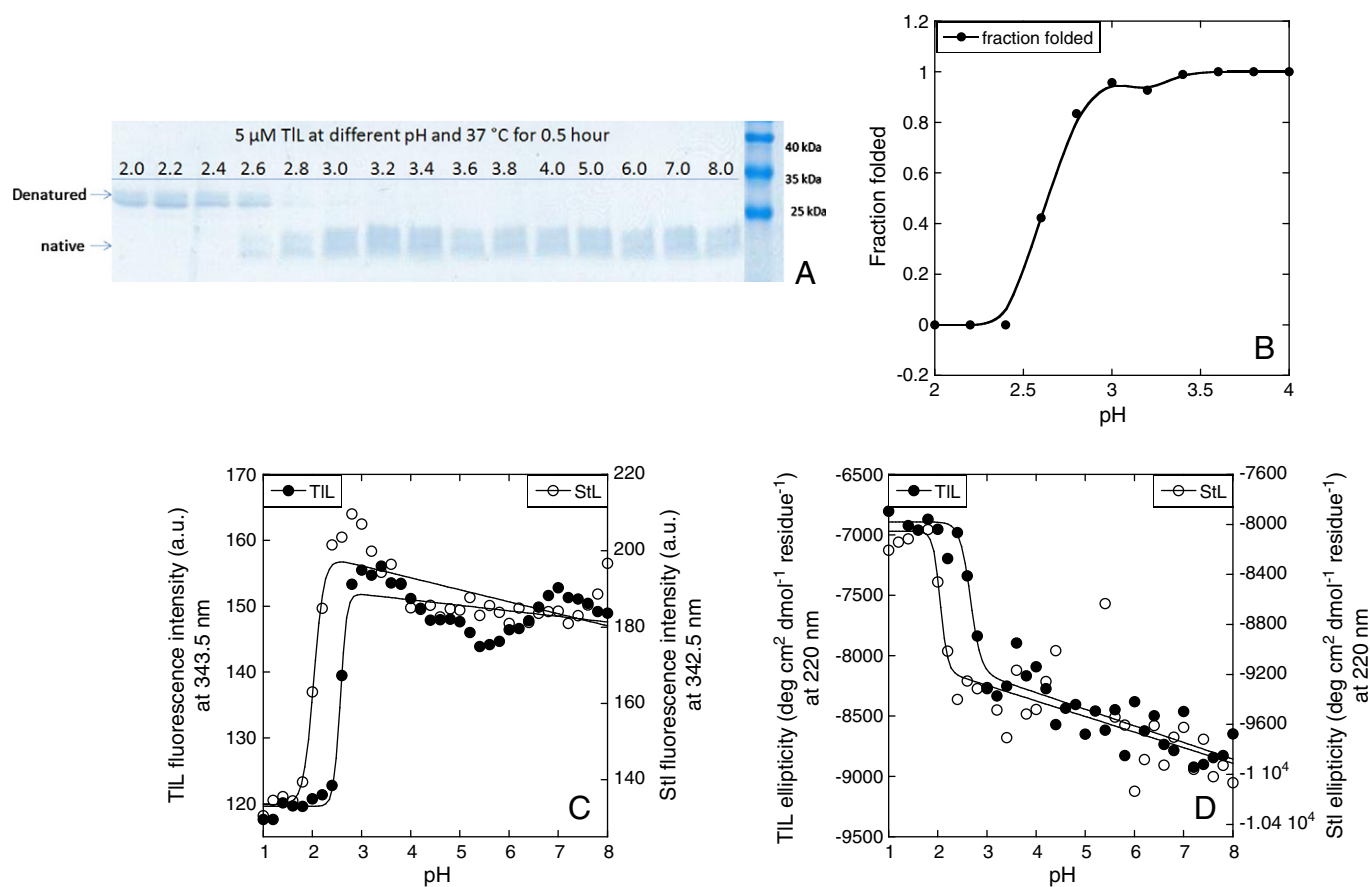 5 µM TlL at different pH and 37 °C for 0.5 hour
2.0 2.2 2.4 2.6 2.8 3.0 3.2 3.4 3.6 3.8 4.0 5.0 6.0 7.0 8.0
Denatured
native
40 kDa
35 kDa
25 kDa
A
fraction folded
1.2
1
0.8
0.6
0.4
0.2
0
-0.2
Fraction folded
2 2.5 3 3.5 4
pH
B
TlL
StL
170
160
150
140
130
120
TlL fluorescence intensity (a.u.)
at 343.5 nm
220
200
180
160
140
Stl fluorescence intensity (a.u.)
at 342.5 nm
1 2 3 4 5 6 7 8
pH
C
TlL
StL
-6500
-7000
-7500
-8000
-8500
-9000
-9500
TlL ellipticity (deg cm2 dmol-1 residue-1)
at 220 nm
-7600
-8000
-8400
-8800
-9200
-9600
-1 10⁴
-1.04 10⁴
Stl ellipticity (deg cm2 dmol-1 residue-1)
at 220 nm
1 2 3 4 5 6 7 8
pH
D